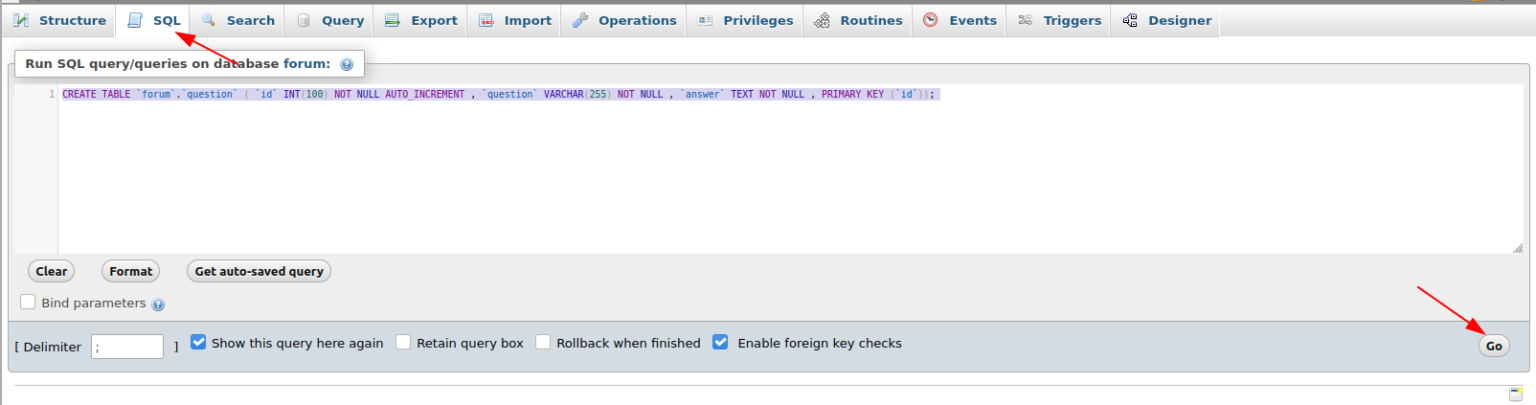 Structure SQL Search Query Export Import Operations Privileges Routines Events Triggers Designer
Run SQL query/queries on database forum:
1 CREATE TABLE `forum`.`question` ( `id` INT(100) NOT NULL AUTO_INCREMENT , `question` VARCHAR(255) NOT NULL , `answer` TEXT NOT NULL , PRIMARY KEY (`id`));
Clear Format Get auto-saved query
Bind parameters
[ Delimiter ; ] Show this query here again Retain query box Rollback when finished Enable foreign key checks Go